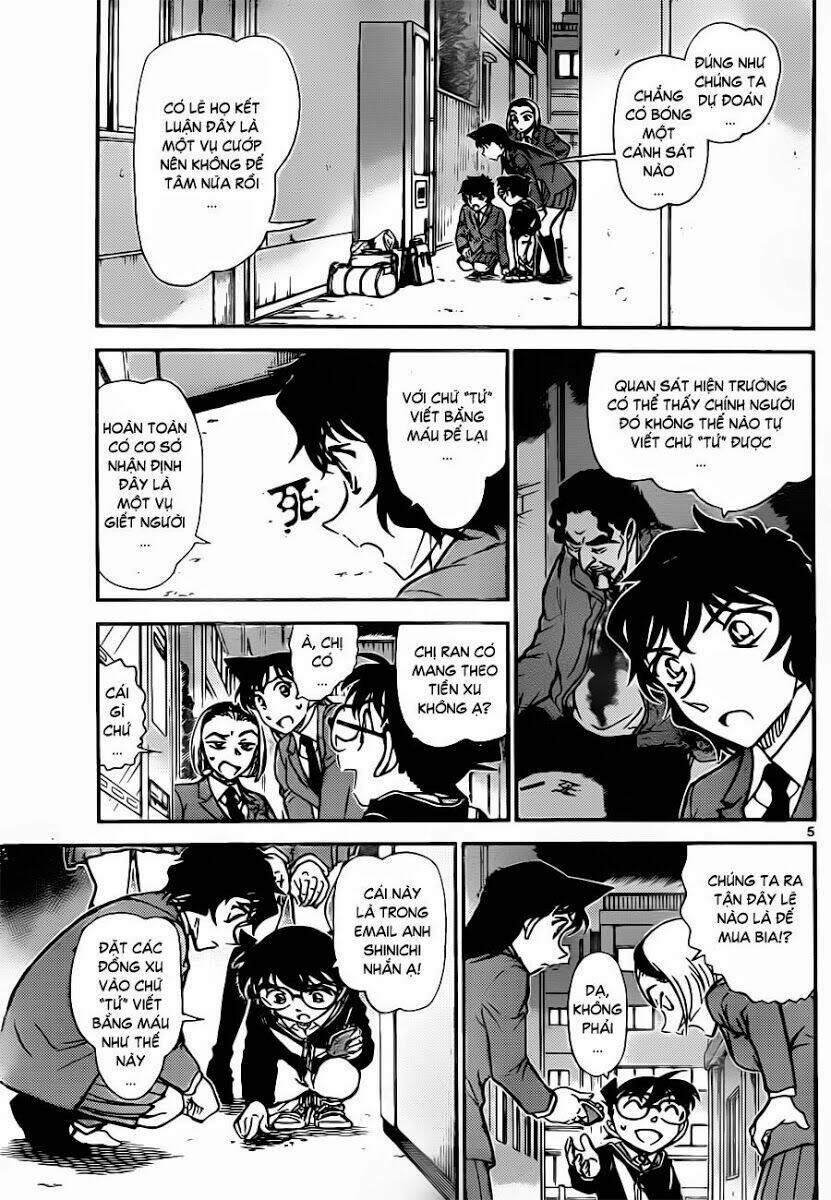 ĐÚNG NHƯ
CHÚNG TA
DỰ ĐOÁN
...
CHẲNG
CÓ BÓNG
MỘT
CẢNH SÁT
NÀO
...
CÓ LẼ HỌ KẾT
LUẬN ĐÂY LÀ
MỘT VỤ CƯỚP
NÊN KHÔNG ĐỂ
TÂM NỮA RỒI
...
QUAN SÁT HIỆN TRƯỜNG
CÓ THỂ THẤY CHÍNH NGƯỜI
ĐÓ KHÔNG THỂ NÀO TỰ
VIẾT CHỮ "TỬ" ĐƯỢC
...
VỚI CHỮ "TỬ"
VIẾT BẰNG
MÁU ĐỂ LẠI
...
HOÀN TOÀN
CÓ CƠ SỞ
NHẬN ĐỊNH
ĐÂY LÀ
MỘT VỤ
GIẾT NGƯỜI
...
死
CHỊ RAN CÓ
MANG THEO
TIỀN XU
KHÔNG Ạ?
À, CHỊ
CÓ
...
CÁI
GÌ
CHỨ
...
5
CHÚNG TA RA
TẬN ĐÂY LẼ
NÀO LÀ ĐỂ
MUA BIA!?
DẠ,
KHÔNG
PHẢI
...
CÁI NÀY
LÀ TRONG
EMAIL ANH
SHINICHI
NHẮN Ạ!
ĐẶT CÁC
ĐỒNG XU
VÀO CHỮ
"TỬ" VIẾT
BẰNG MÁU
NHƯ THẾ
NÀY
...